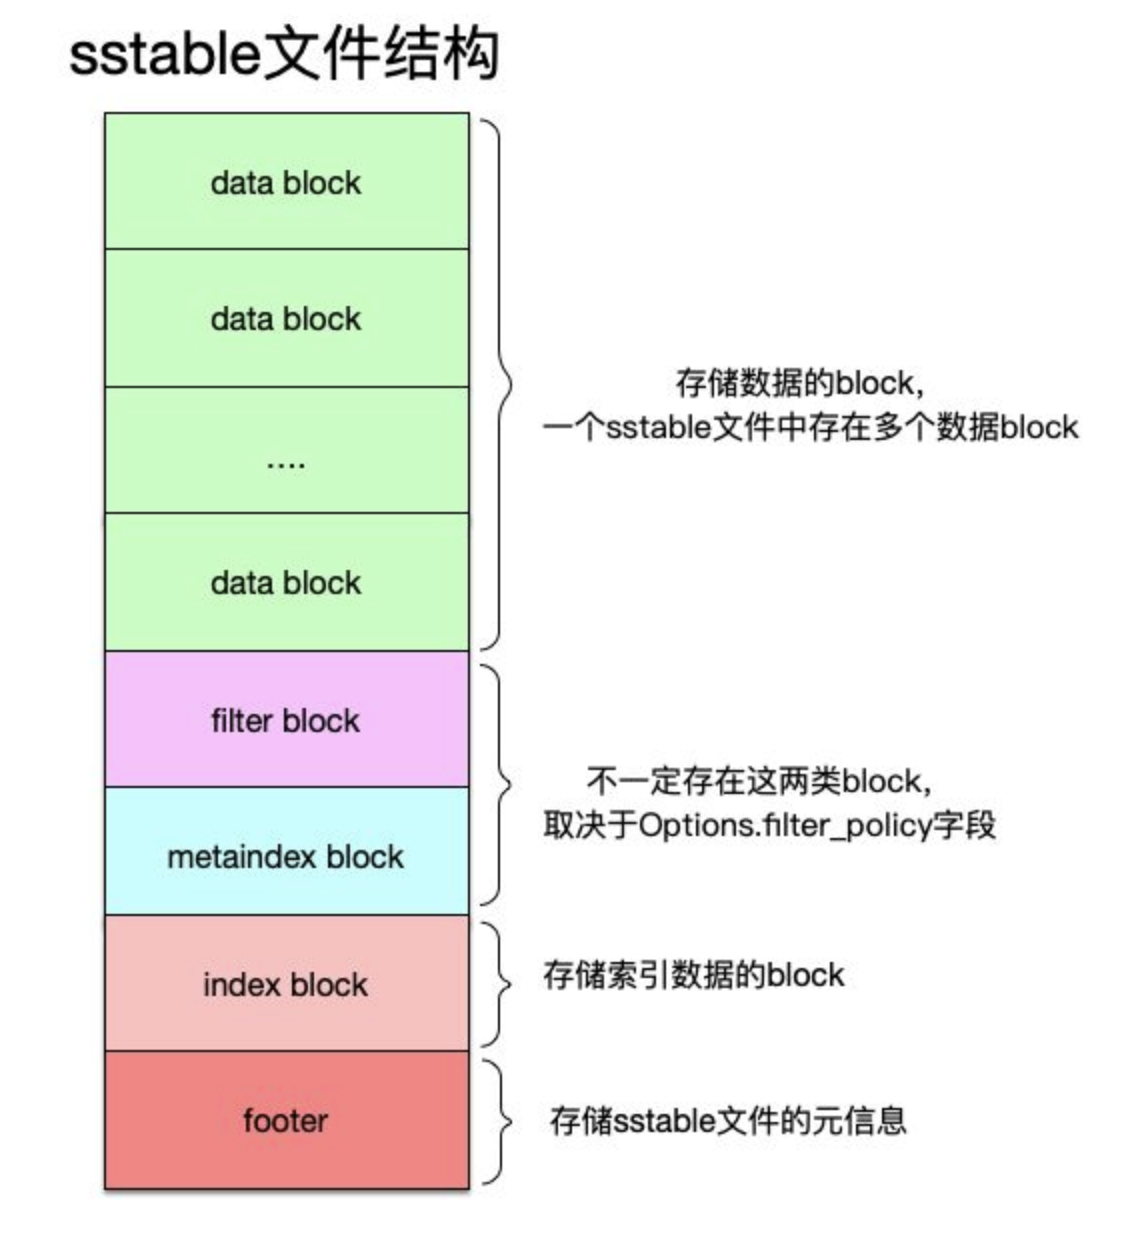 sstable文件结构
data block
data block
....
data block
存储数据的block,
一个sstable文件中存在多个数据block
filter block
metaindex block
不一定存在这两类block,
取决于Options.filter_policy字段
index block
存储索引数据的block
footer
存储sstable文件的元信息